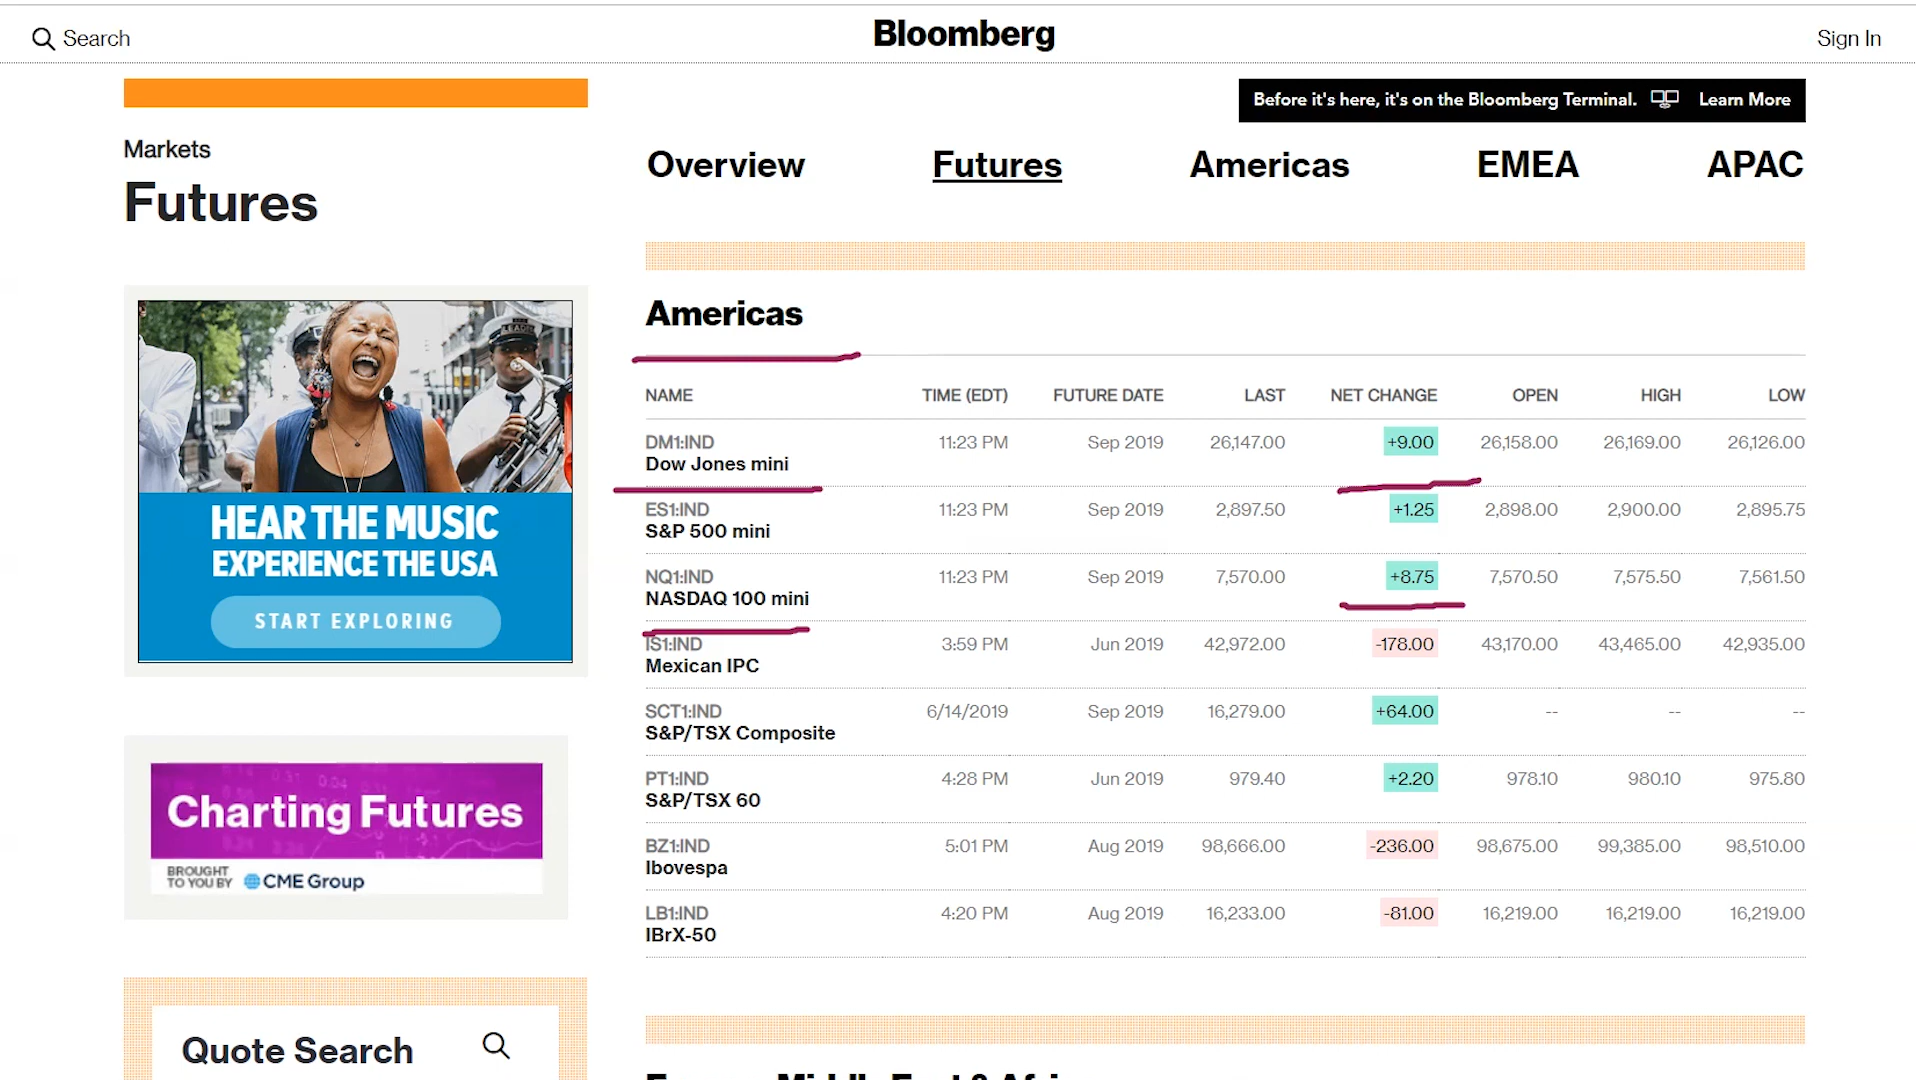 Search
Bloomberg
Sign In
Before it's here, it's on the Bloomberg Terminal. Learn More
Markets
Futures
Overview Futures Americas EMEA APAC
LEADER
HEAR THE MUSIC
EXPERIENCE THE USA
START EXPLORING
Charting Futures
BROUGHT
TO YOU BY CME Group
Quote Search
Americas
NAME TIME (EDT) FUTURE DATE LAST NET CHANGE OPEN HIGH LOW
DM1:IND 11:23 PM Sep 2019 26,147.00 +9.00 26,158.00 26,169.00 26,126.00
Dow Jones mini
ES1:IND 11:23 PM Sep 2019 2,897.50 +1.25 2,898.00 2,900.00 2,895.75
S&P 500 mini
NQ1:IND 11:23 PM Sep 2019 7,570.00 +8.75 7,570.50 7,575.50 7,561.50
NASDAQ 100 mini
IS1:IND 3:59 PM Jun 2019 42,972.00 -178.00 43,170.00 43,465.00 42,935.00
Mexican IPC
SCT1:IND 6/14/2019 Sep 2019 16,279.00 +64.00 -- -- --
S&P/TSX Composite
PT1:IND 4:28 PM Jun 2019 979.40 +2.20 978.10 980.10 975.80
S&P/TSX 60
BZ1:IND 5:01 PM Aug 2019 98,666.00 -236.00 98,675.00 99,385.00 98,510.00
Ibovespa
LB1:IND 4:20 PM Aug 2019 16,233.00 -81.00 16,219.00 16,219.00 16,219.00
IBrX-50